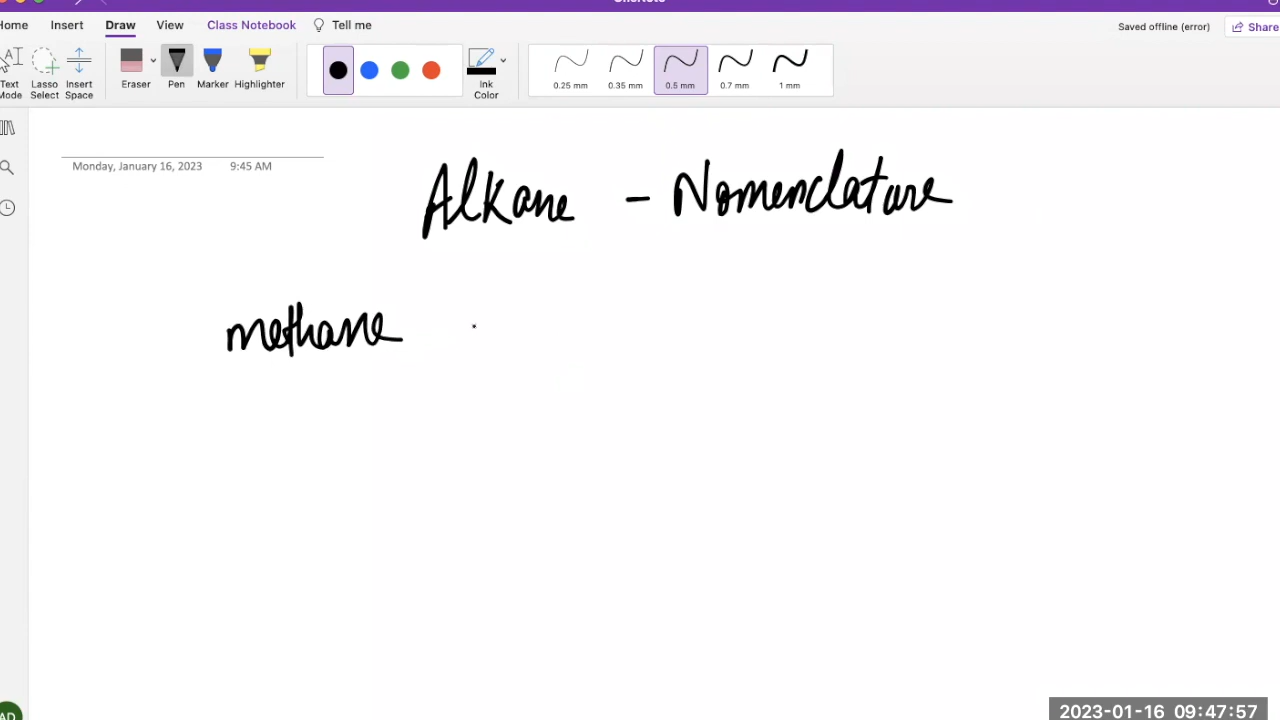 OneNote
Home Insert Draw View Class Notebook Tell me
Saved offline (error) Share
Text Mode
Lasso Select
Insert Space
Eraser
Pen
Marker
Highlighter
Ink Color
0.25 mm 0.35 mm 0.5 mm 0.7 mm 1 mm
Monday, January 16, 2023 9:45 AM
Alkane - Nomenclature
methane
AD
2023-01-16 09:47:57